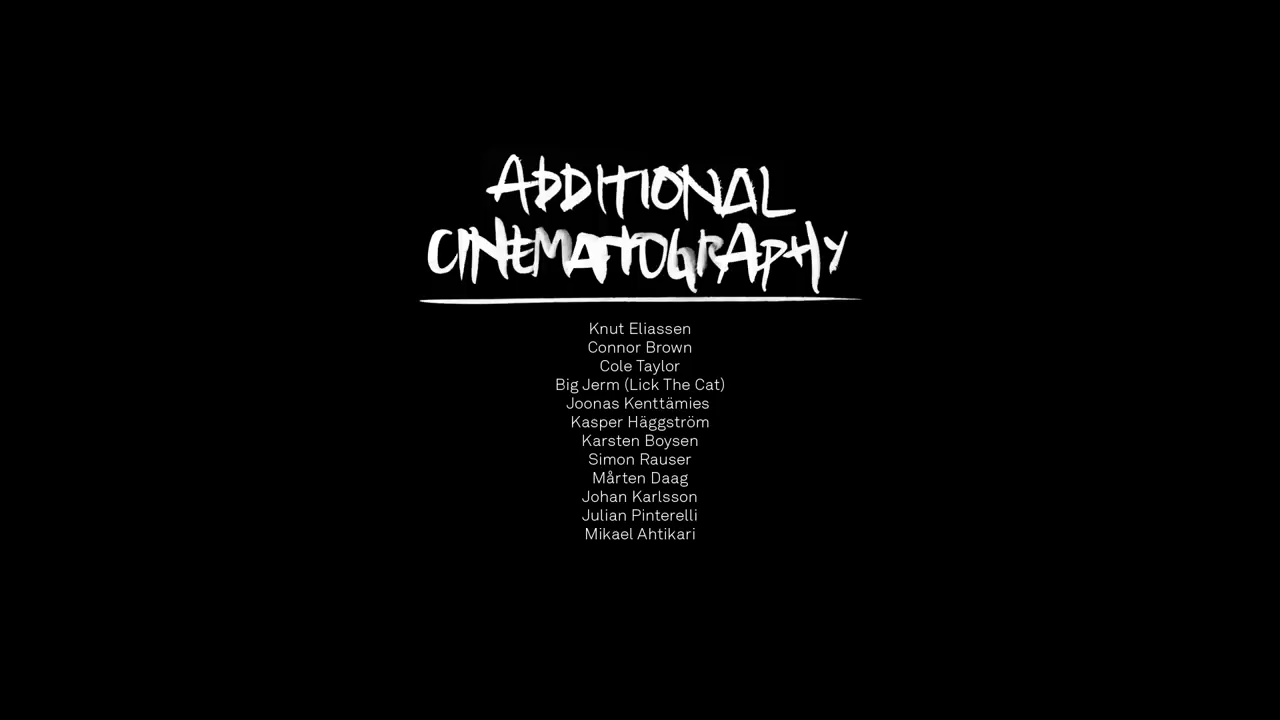 ADDITIONAL
CINEMATOGRAPHY
Knut Eliassen
Connor Brown
Cole Taylor
Big Jerm (Lick The Cat)
Joonas Kenttämies
Kasper Häggström
Karsten Boysen
Simon Rauser
Mårten Daag
Johan Karlsson
Julian Pinterelli
Mikael Ahtikari